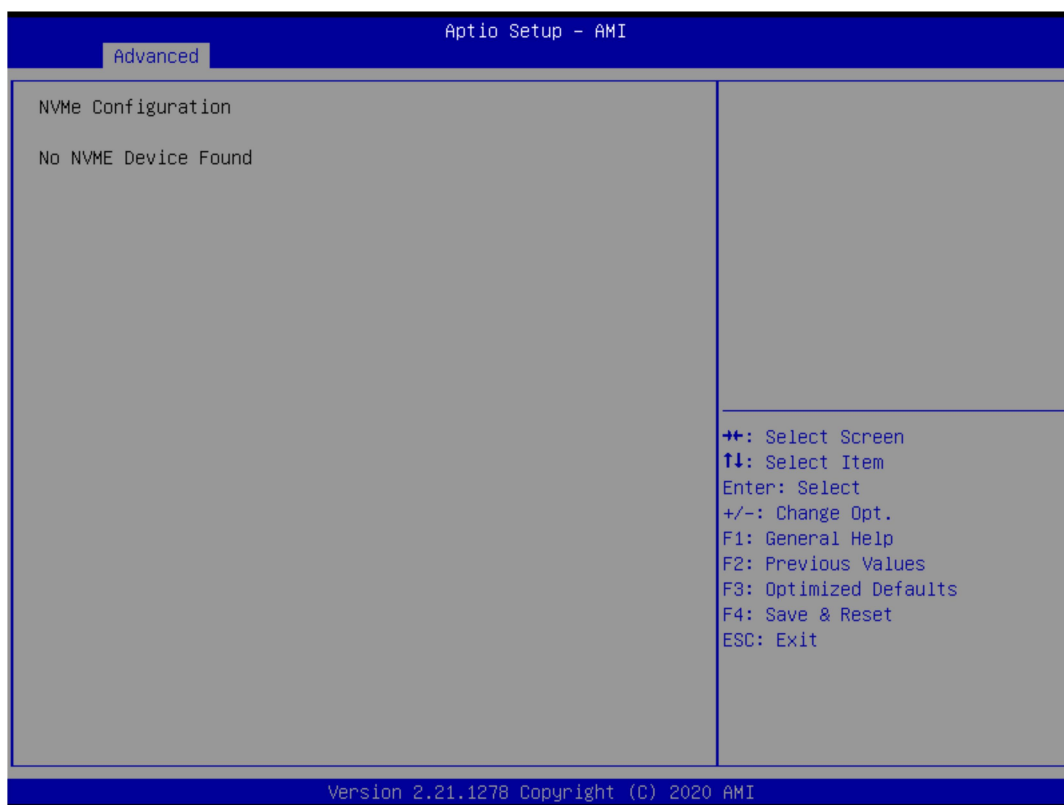 Aptio Setup – AMI
Advanced
NVMe Configuration
No NVME Device Found
→←: Select Screen
↑↓: Select Item
Enter: Select
+/-: Change Opt.
F1: General Help
F2: Previous Values
F3: Optimized Defaults
F4: Save & Reset
ESC: Exit
Version 2.21.1278 Copyright (C) 2020 AMI